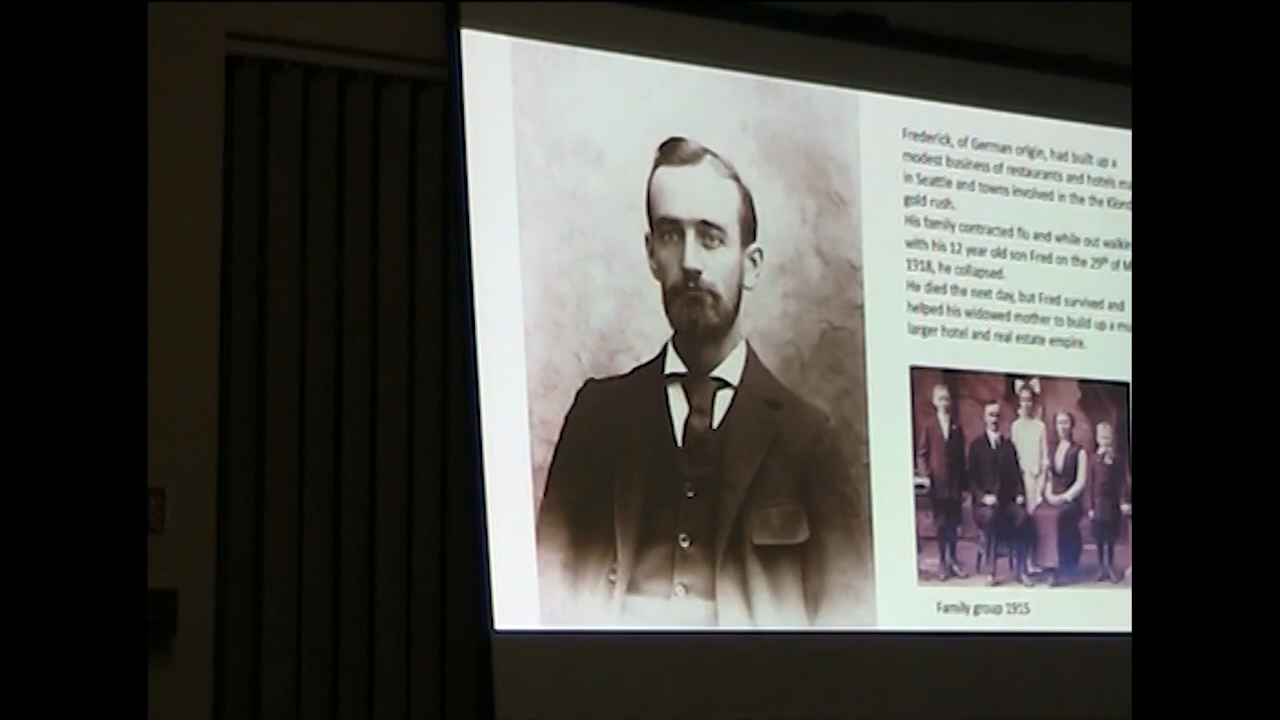 Frederick, of German origin, had built up a
modest business of restaurants and hotels
in Seattle and towns involved in the the
gold rush.
His family contracted flu and while out
with his 12 year old son Fred on the 29th of
1918, he collapsed.
He died the next day, but Fred survived and
helped his widowed mother to build up a
larger hotel and real estate empire.
Family group 1915